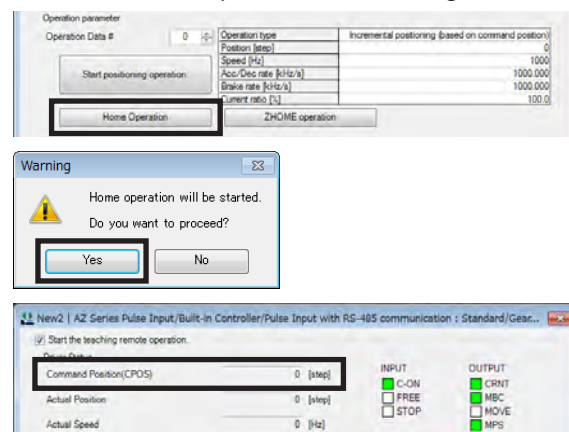 Operation parameter
Operation Data # 0 Operation type Incremental positioning (based on command position)
Position [step] 0
Speed [Hz] 1000
Start positioning operation Acc/Dec rate [kHz/s] 1000.000
Brake rate [kHz/s] 1000.000
Current ratio [%] 100.0
Home Operation ZHOME operation
Warning
Home operation will be started.
Do you want to proceed?
Yes No
New2 | AZ Series Pulse Input/Built-in Controller/Pulse Input with RS-485 communication : Standard/Gear...
Start the teaching remote operation.
Driver Status
Command Position(CPOS) 0 [step] INPUT OUTPUT
C-ON CRNT
Actual Position 0 [step] FREE MBC
STOP MOVE
Actual Speed 0 [Hz] MPS